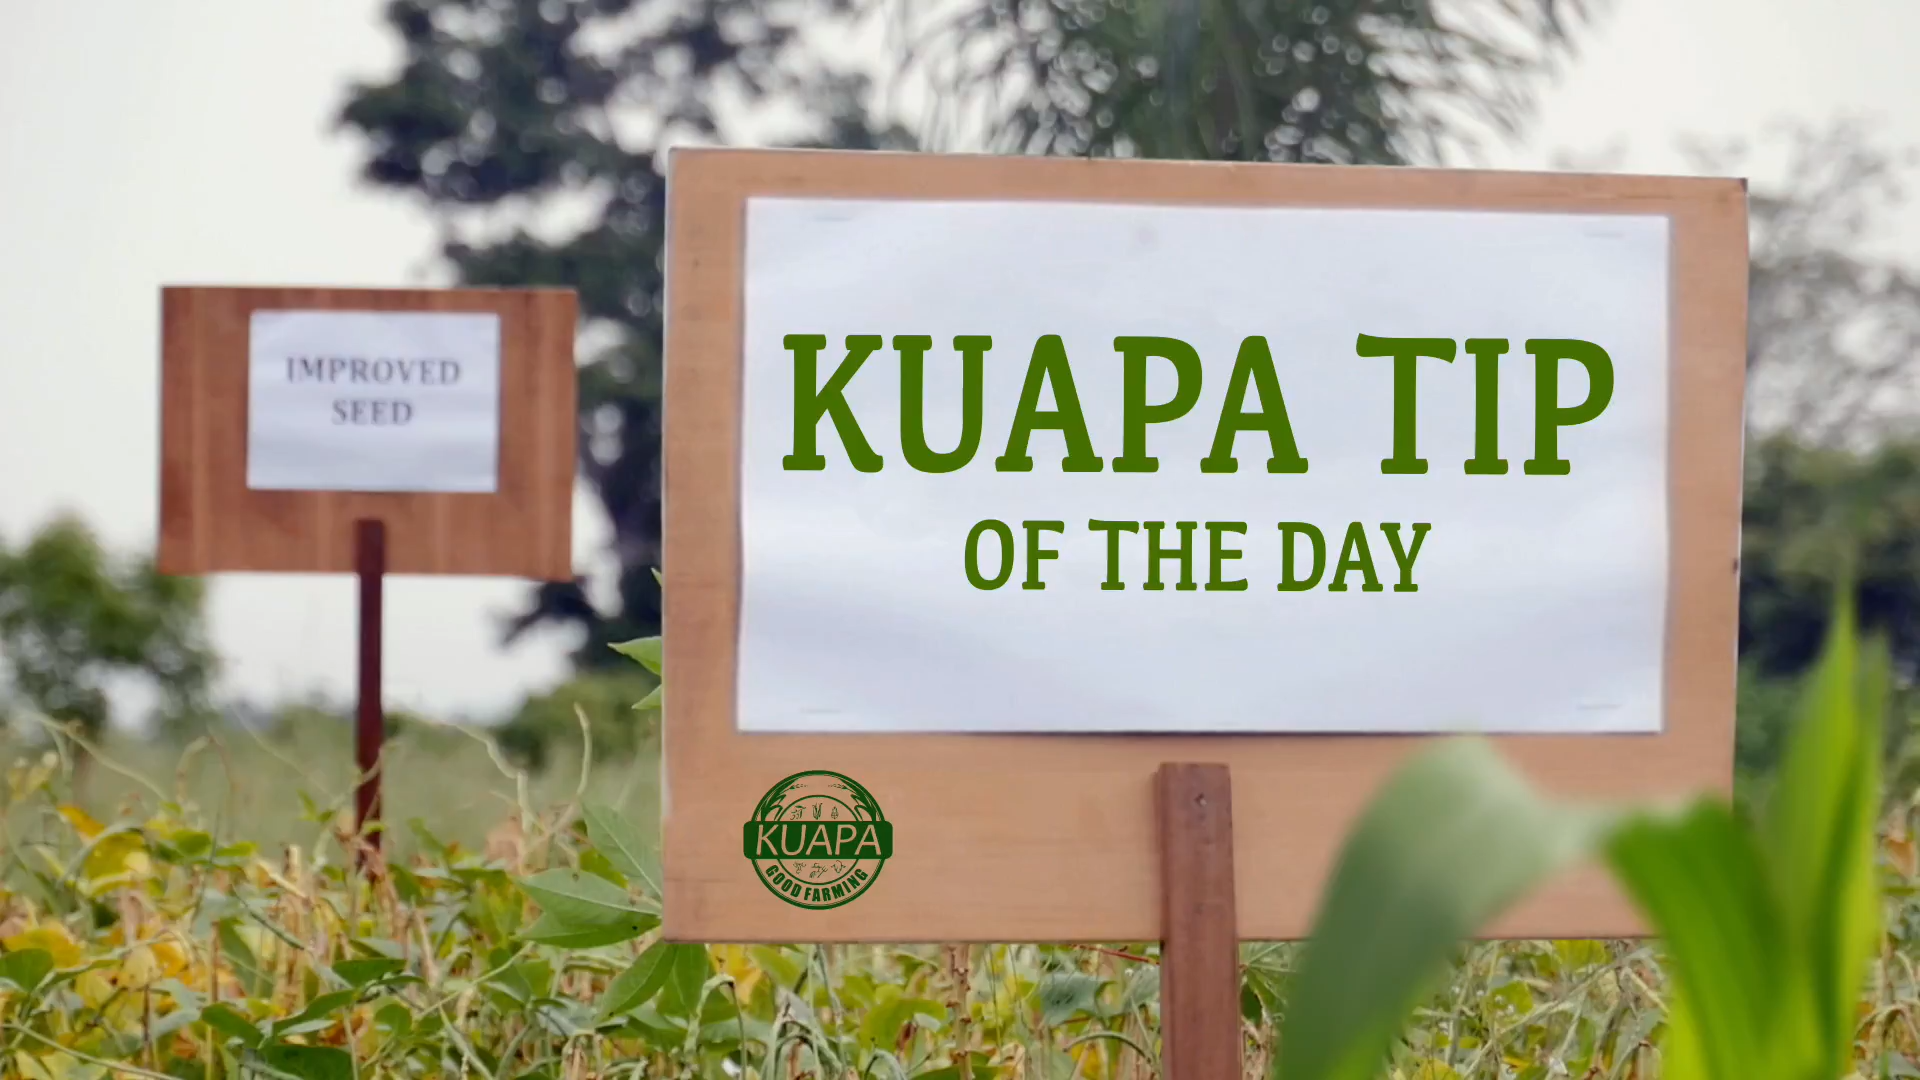 IMPROVED
SEED
KUAPA TIP
OF THE DAY
KUAPA
GOOD FARMING